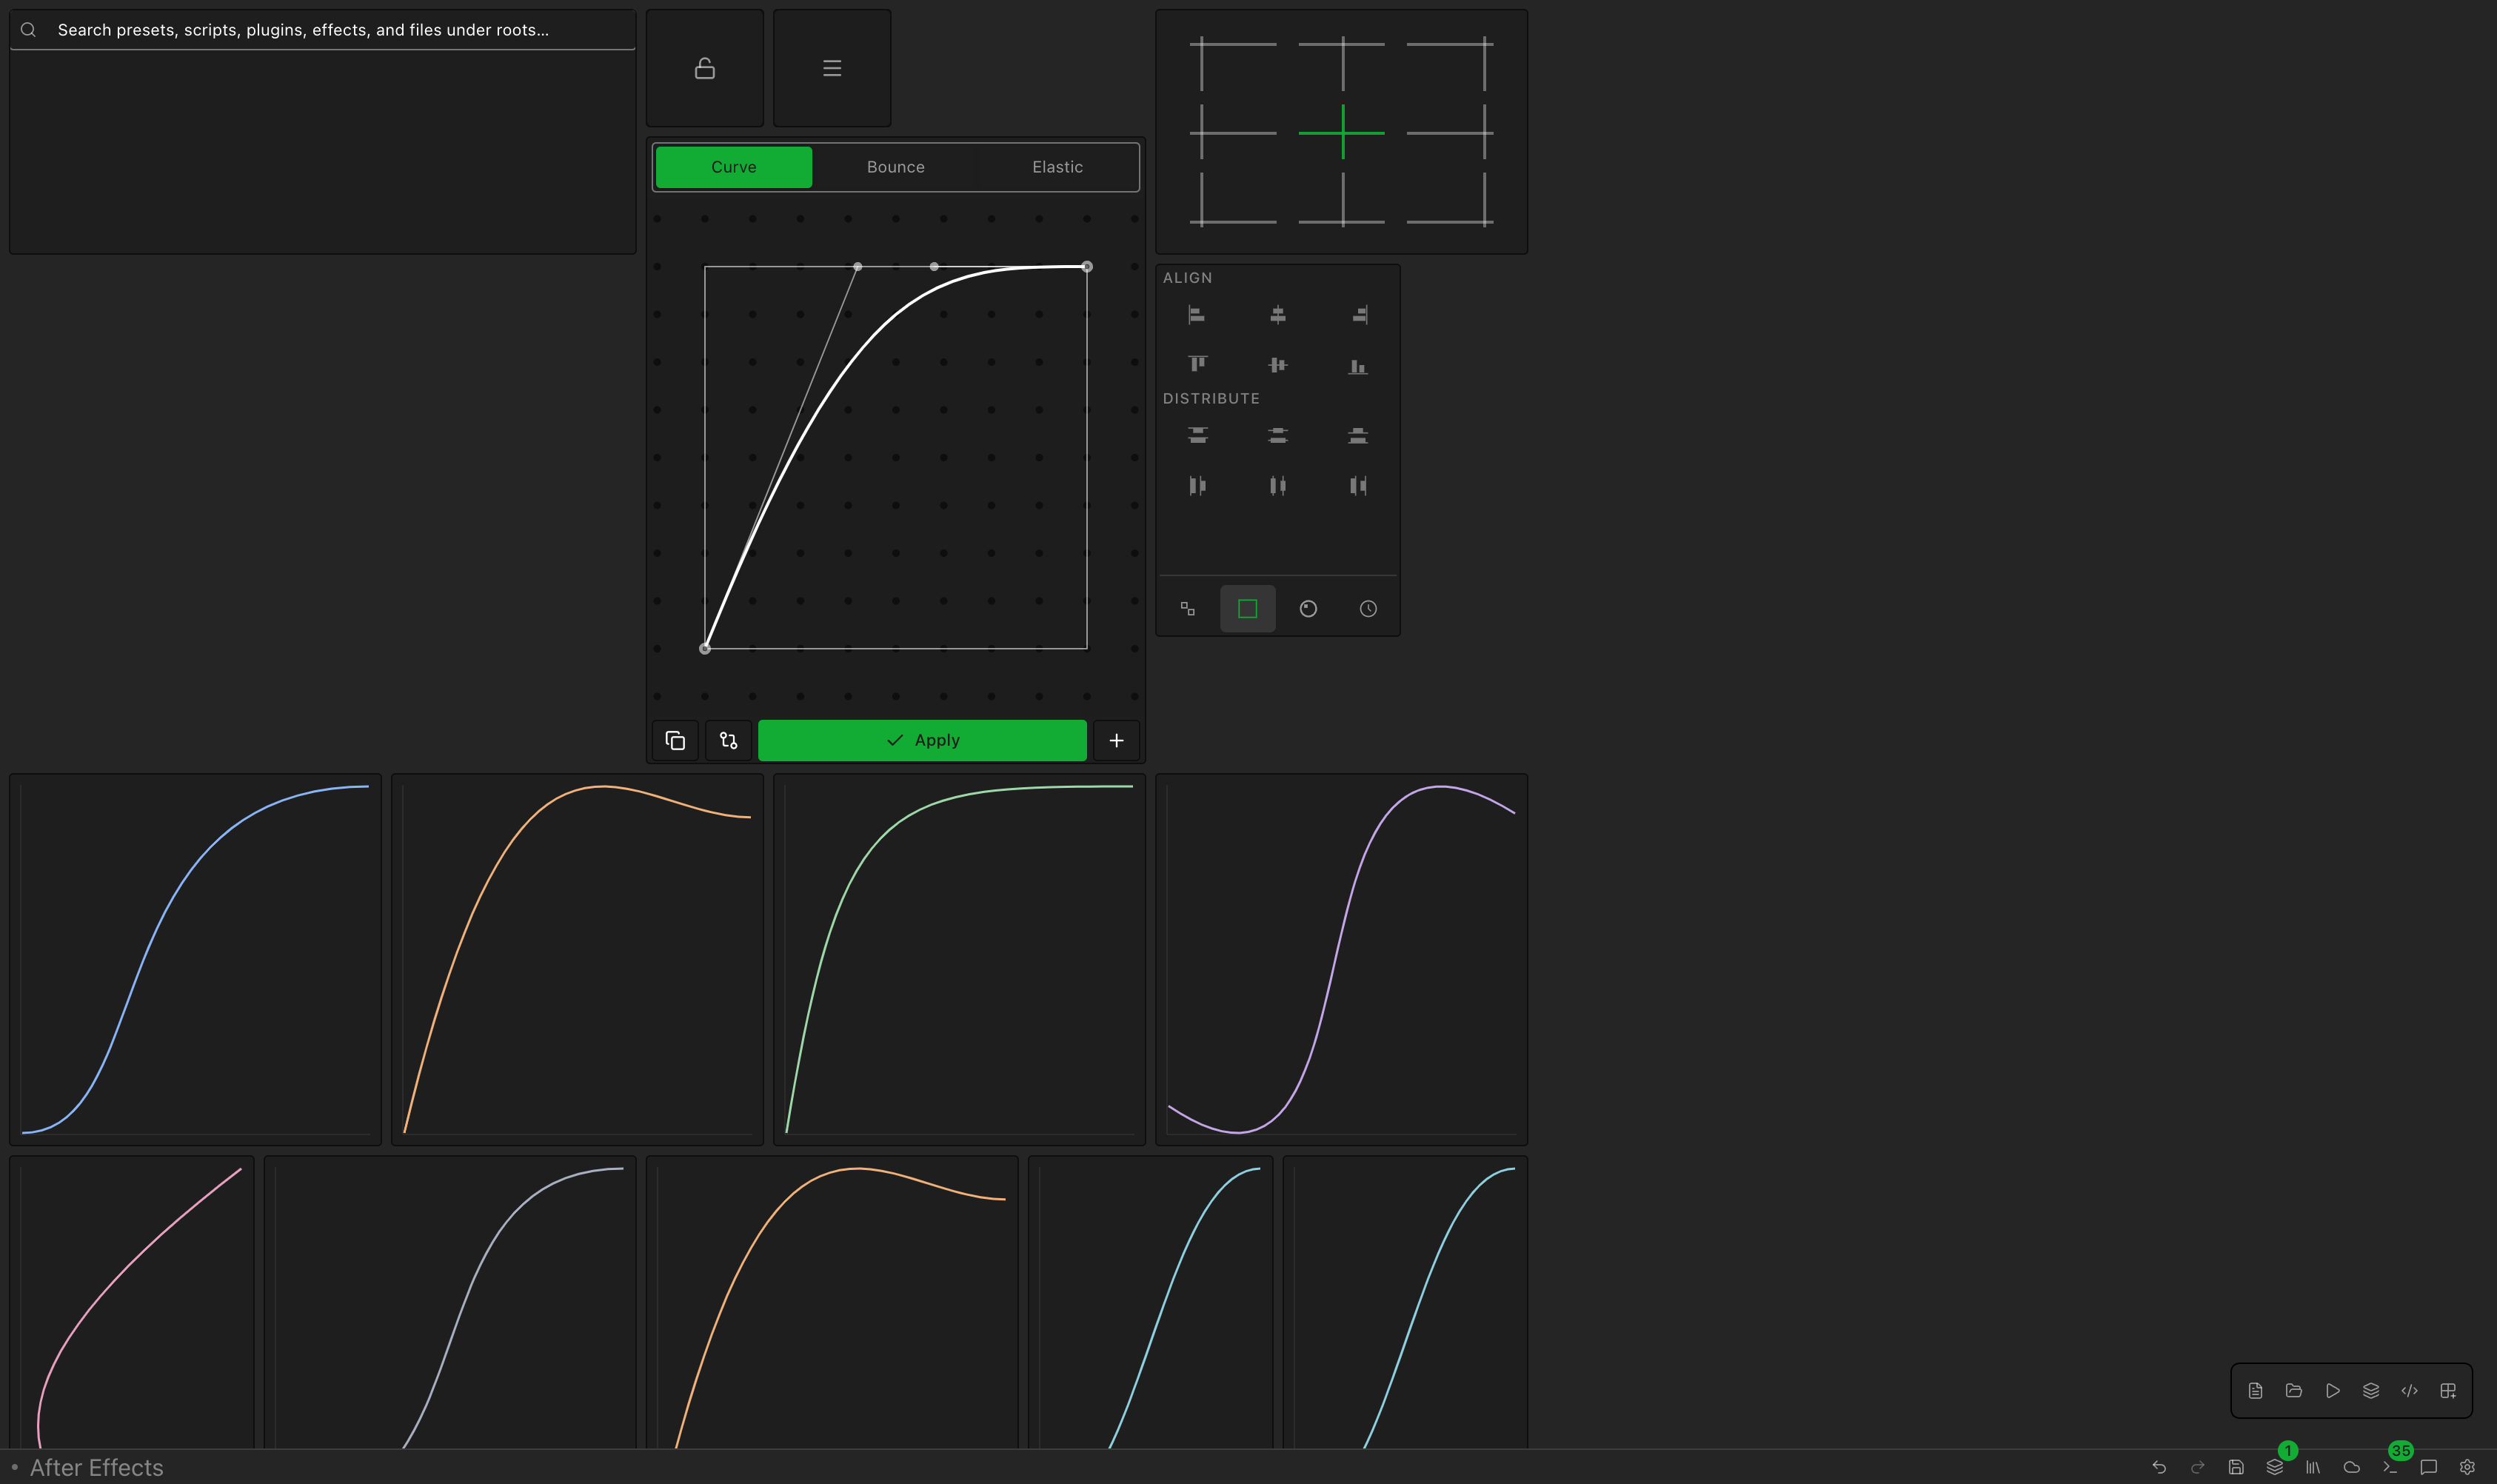 Search presets, scripts, plugins, effects, and files under roots...
Curve
Bounce
Elastic
ALIGN
DISTRIBUTE
Apply
1
35
After Effects